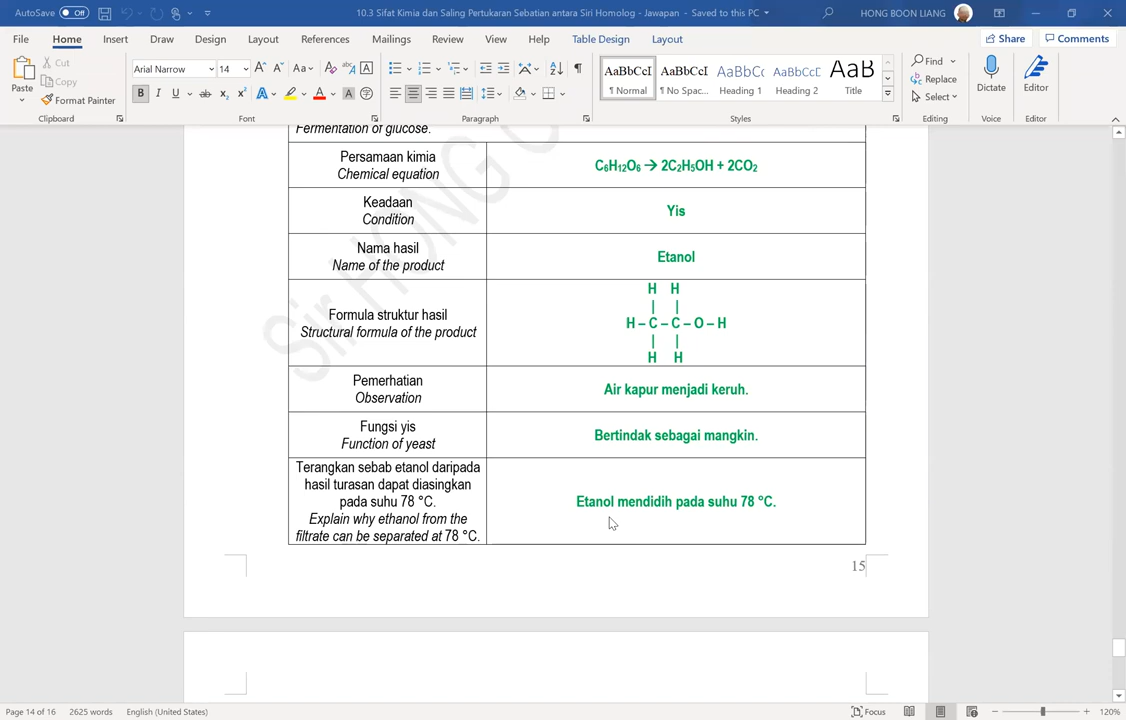 AutoSave Off 10.3 Sifat Kimia dan Saling Pertukaran Sebatian antara Siri Homolog - Jawapan - Saved to this PC HONG BOON LIANG
File Home Insert Draw Design Layout References Mailings Review View Help Table Design Layout Share Comments
Paste
Cut
Copy
Format Painter
Clipboard
Arial Narrow 14
Font
Paragraph
AaBbCcI AaBbCcI AaBbCc AaBbCcI AaB
¶ Normal ¶ No Spac... Heading 1 Heading 2 Title
Styles
Find
Replace
Select
Editing
Dictate
Voice
Editor
Editor
Fermentation of glucose.
Persamaan kimia
Chemical equation
C₆H₁₂O₆ → 2C₂H₅OH + 2CO₂
Keadaan
Condition
Yis
Nama hasil
Name of the product
Etanol
Formula struktur hasil
Structural formula of the product
H H
| |
H – C – C – O – H
| |
H H
Pemerhatian
Observation
Air kapur menjadi keruh.
Fungsi yis
Function of yeast
Bertindak sebagai mangkin.
Terangkan sebab etanol daripada
hasil turasan dapat diasingkan
pada suhu 78 °C.
Explain why ethanol from the
filtrate can be separated at 78 °C.
Etanol mendidih pada suhu 78 °C.
Sir HONG
15
Page 14 of 16 2625 words English (United States) Focus 120%